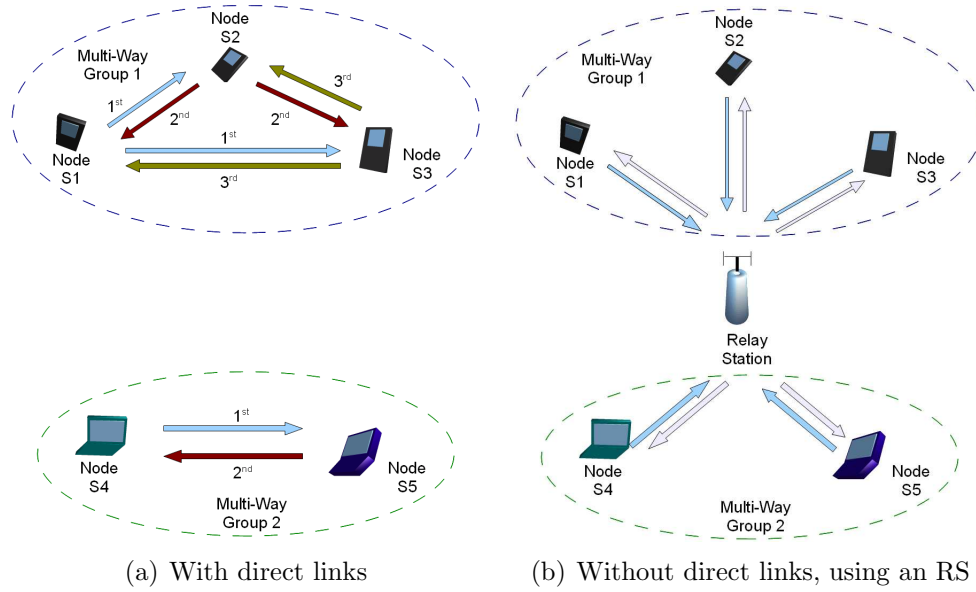 Node
S2
Multi-Way
Group 1
1st
2nd
2nd
3rd
1st
3rd
Node
S1
Node
S3
1st
2nd
Node
S4
Node
S5
Multi-Way
Group 2
(a) With direct links
Node
S2
Multi-Way
Group 1
Node
S1
Node
S3
Relay
Station
Node
S4
Node
S5
Multi-Way
Group 2
(b) Without direct links, using an RS